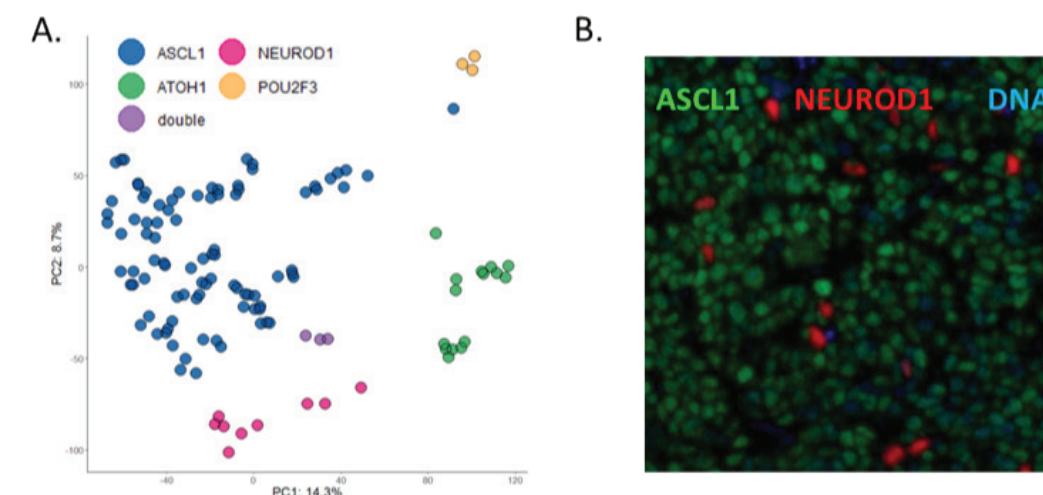 A.
ASCL1 NEUROD1
ATOH1 POU2F3
double
100
50
0
-50
-100
PC2: 8.7%
-40 0 40 80 120
PC1: 14.3%
B.
ASCL1 NEUROD1 DNA